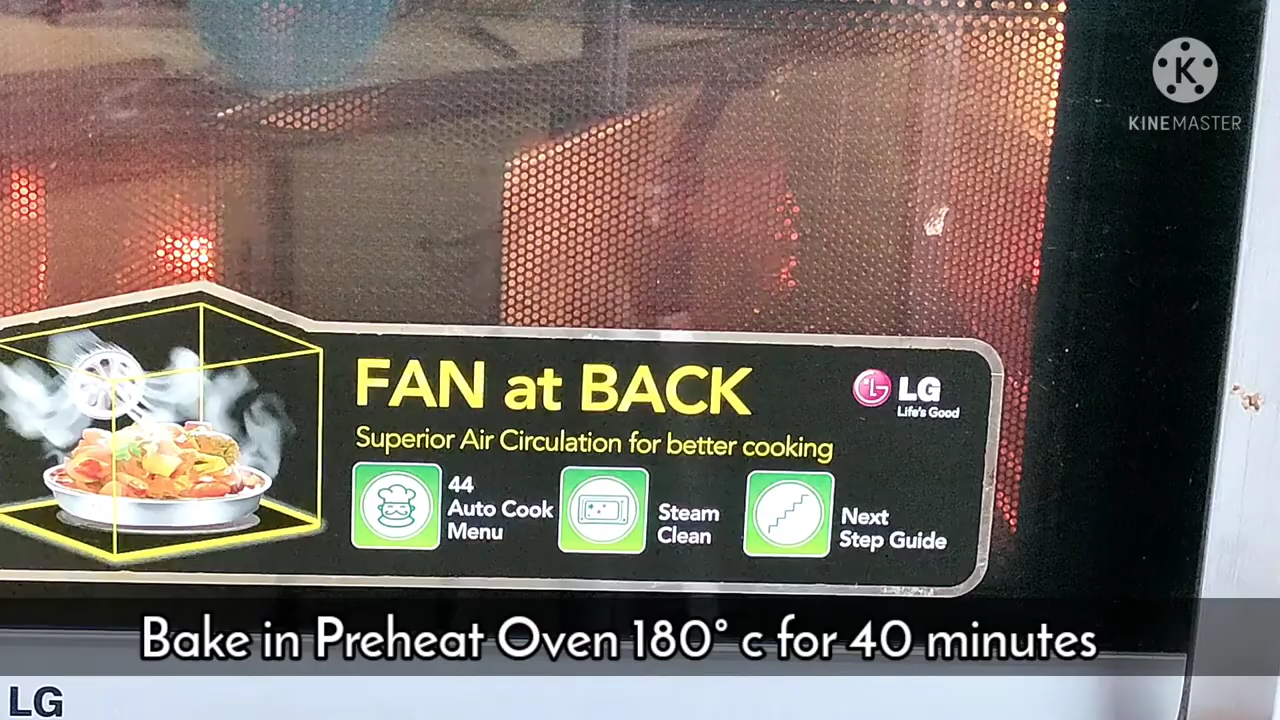 K
KINEMASTER
FAN at BACK
LG
Life's Good
Superior Air Circulation for better cooking
44
Auto Cook
Menu
Steam
Clean
Next
Step Guide
Bake in Preheat Oven 180° c for 40 minutes
LG